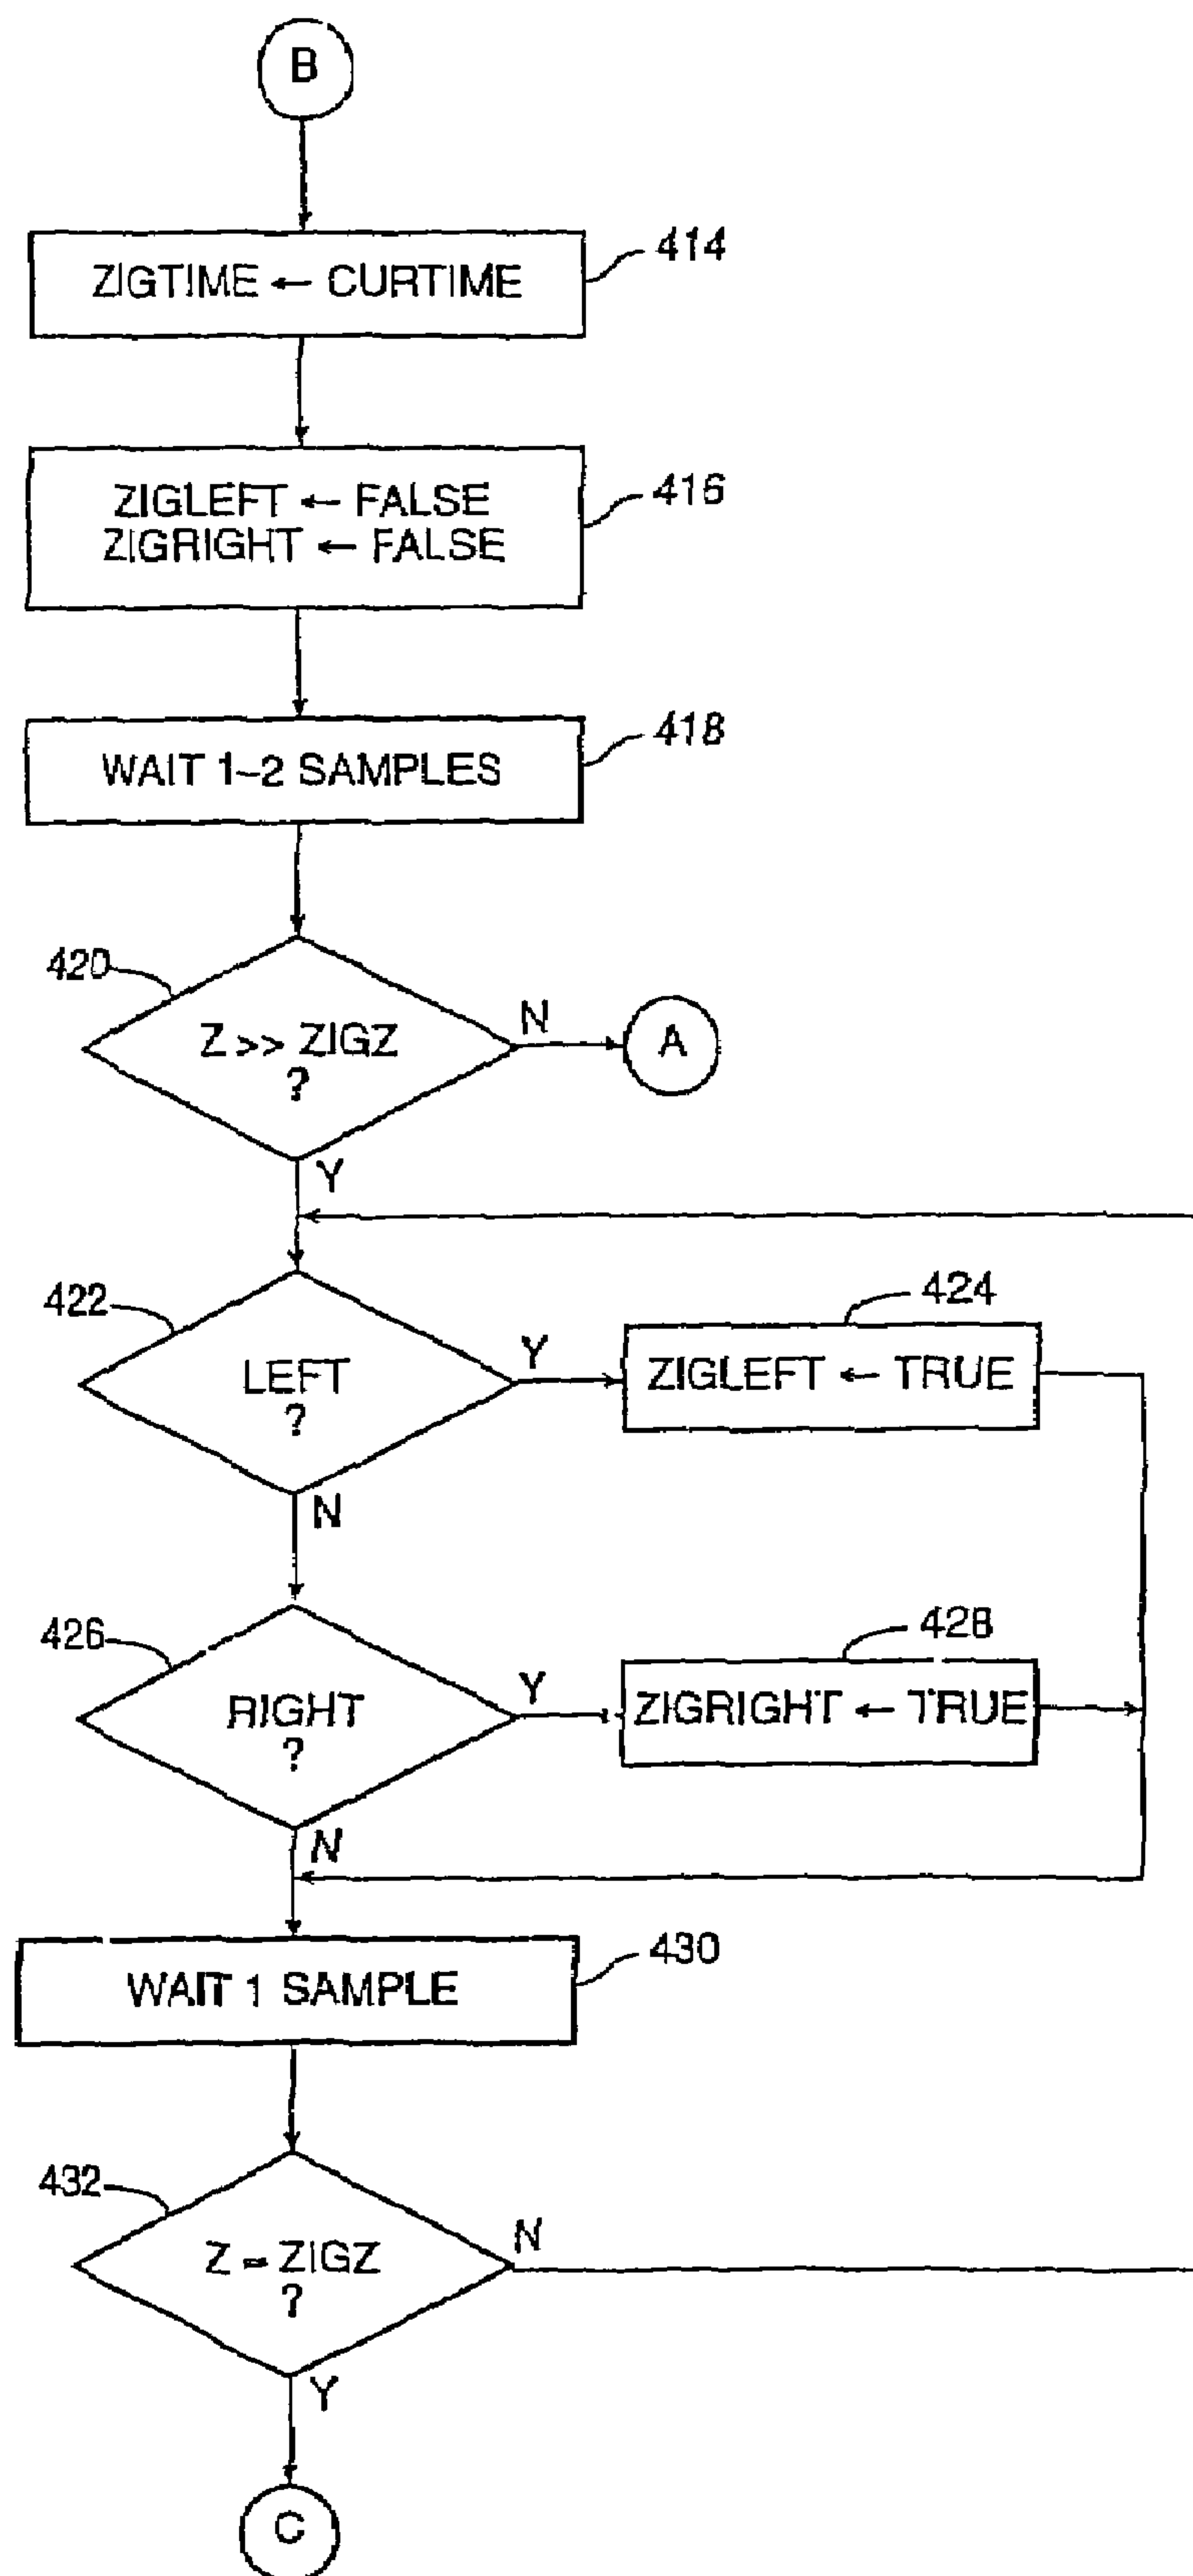 B
ZIGTIME ← CURTIME
414
ZIGLEFT ← FALSE
ZIGRIGHT ← FALSE
416
WAIT 1-2 SAMPLES
418
420
Z >> ZIGZ
?
N
A
Y
422
LEFT
?
Y
424
ZIGLEFT ← TRUE
N
426
RIGHT
?
Y
428
ZIGRIGHT ← TRUE
N
WAIT 1 SAMPLE
430
432
Z = ZIGZ
?
N
Y
C